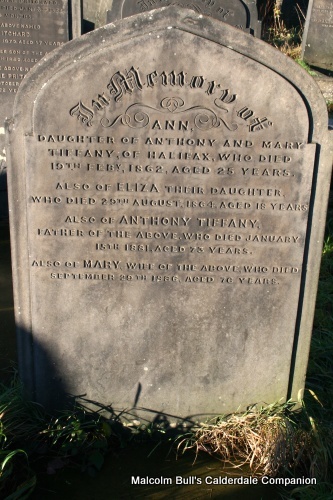 In Memory of
ANN,
DAUGHTER OF ANTHONY AND MARY
TIFFANY, OF HALIFAX, WHO DIED
19TH FEBY, 1862, AGED 25 YEARS.
ALSO OF ELIZA THEIR DAUGHTER,
WHO DIED 29TH AUGUST, 1864, AGED 18 YEARS
ALSO OF ANTHONY TIFFANY,
FATHER OF THE ABOVE, WHO DIED JANUARY
15TH 1881, AGED 73 YEARS.
ALSO OF MARY, WIFE OF THE ABOVE, WHO DIED
SEPTEMBER 29TH 1886, AGED 76 YEARS.
Malcolm Bull's Calderdale Companion